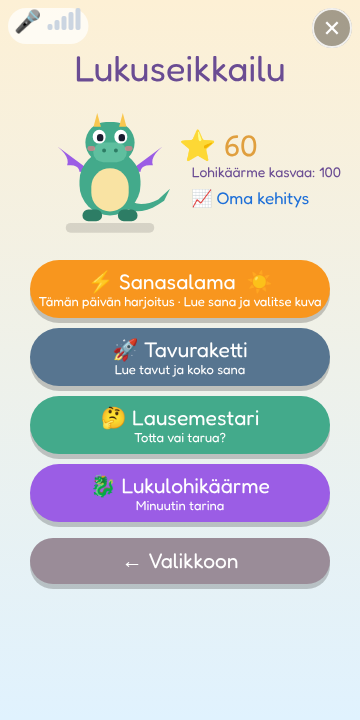 Lukuseikkailu
60
Lohikäärme kasvaa: 100
Oma kehitys
Sanasalama
Tämän päivän harjoitus · Lue sana ja valitse kuva
Tavuraketti
Lue tavut ja koko sana
Lausemestari
Totta vai tarua?
Lukulohikäärme
Minuutin tarina
← Valikkoon